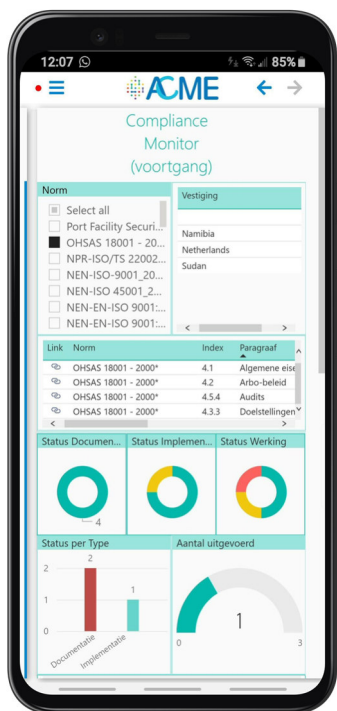 12:07 85%
ACME
Compliance
Monitor
(voortgang)
Norm
Select all
Port Facility Securi...
OHSAS 18001 - 20...
NPR-ISO/TS 22002...
NEN-ISO-9001_20...
NEN-ISO 45001_2...
NEN-EN-ISO 9001:...
NEN-EN-ISO 9001:...
Vestiging
Namibia
Netherlands
Sudan
Link Norm Index Paragraaf
OHSAS 18001 - 2000* 4.1 Algemene eise
OHSAS 18001 - 2000* 4.2 Arbo-beleid
OHSAS 18001 - 2000* 4.5.4 Audits
OHSAS 18001 - 2000* 4.3.3 Doelstellingen
Status Documen... Status Implemen... Status Werking
4
Status per Type
2
2
1
1
0
Documentatie
Implementatie
Aantal uitgevoerd
1
0 3